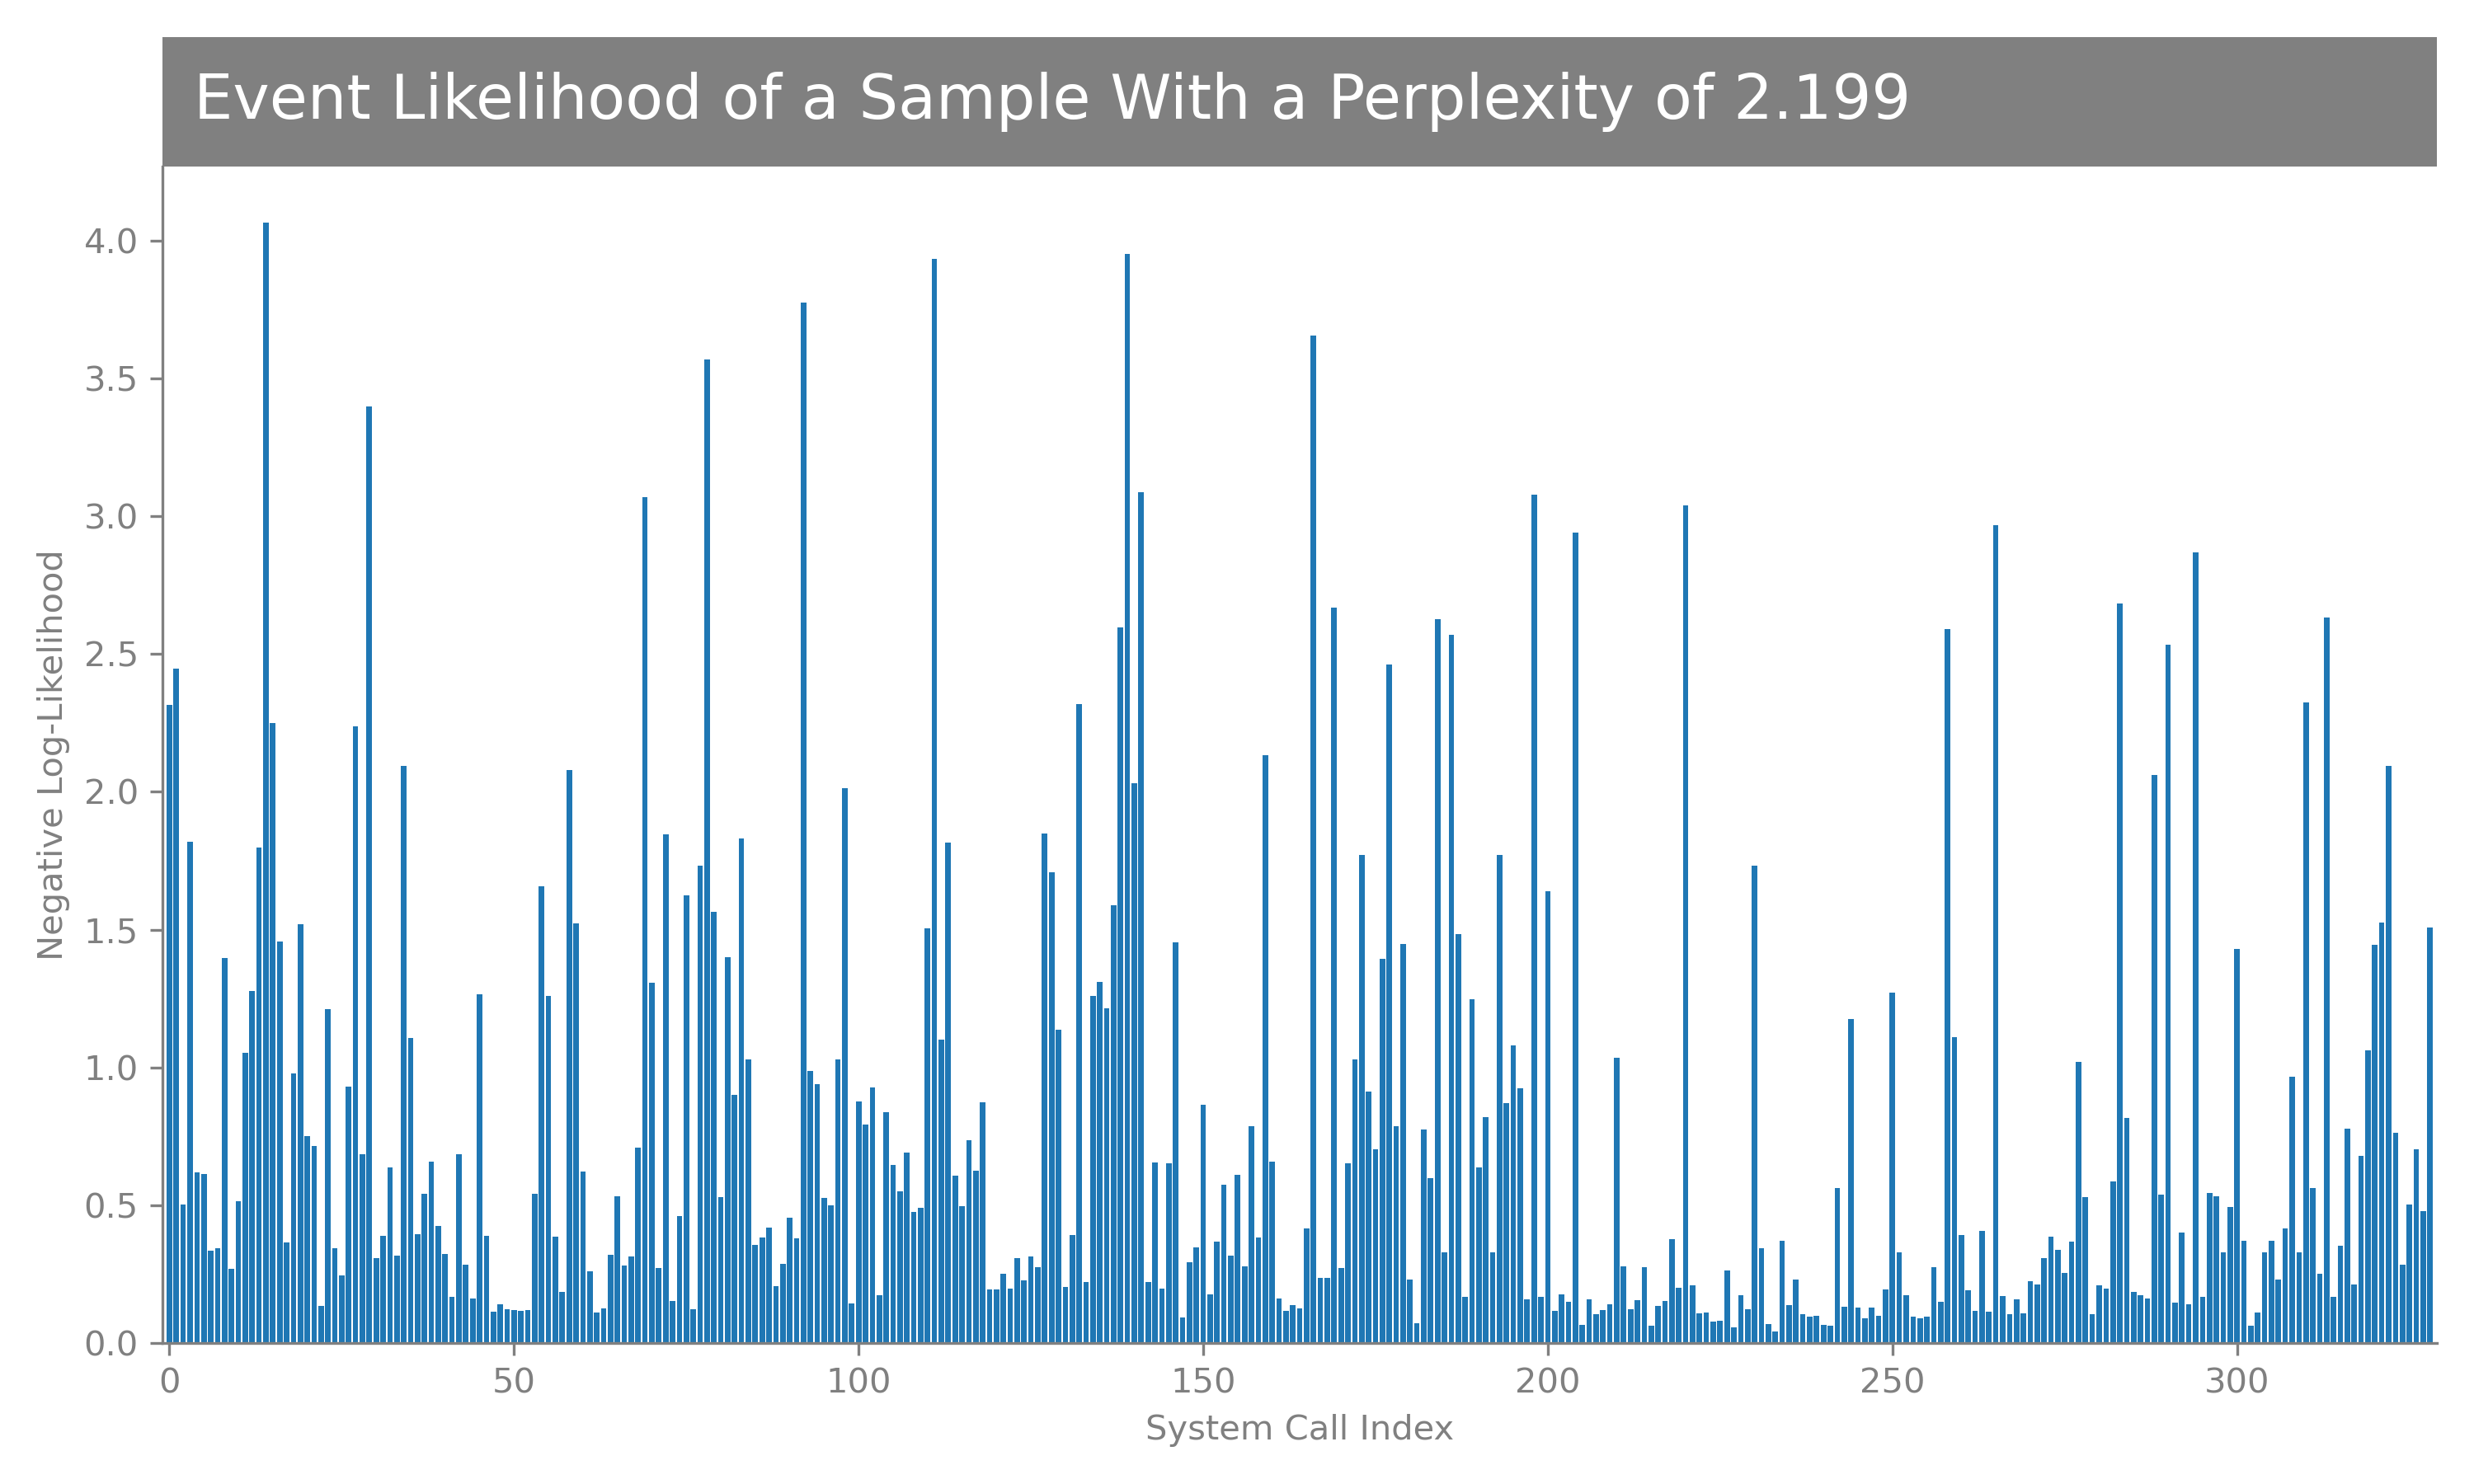 Event Likelihood of a Sample With a Perplexity of 2.199
4.0
3.5
3.0
2.5
2.0
1.5
1.0
0.5
0.0
Negative Log-Likelihood
0 50 100 150 200 250 300
System Call Index